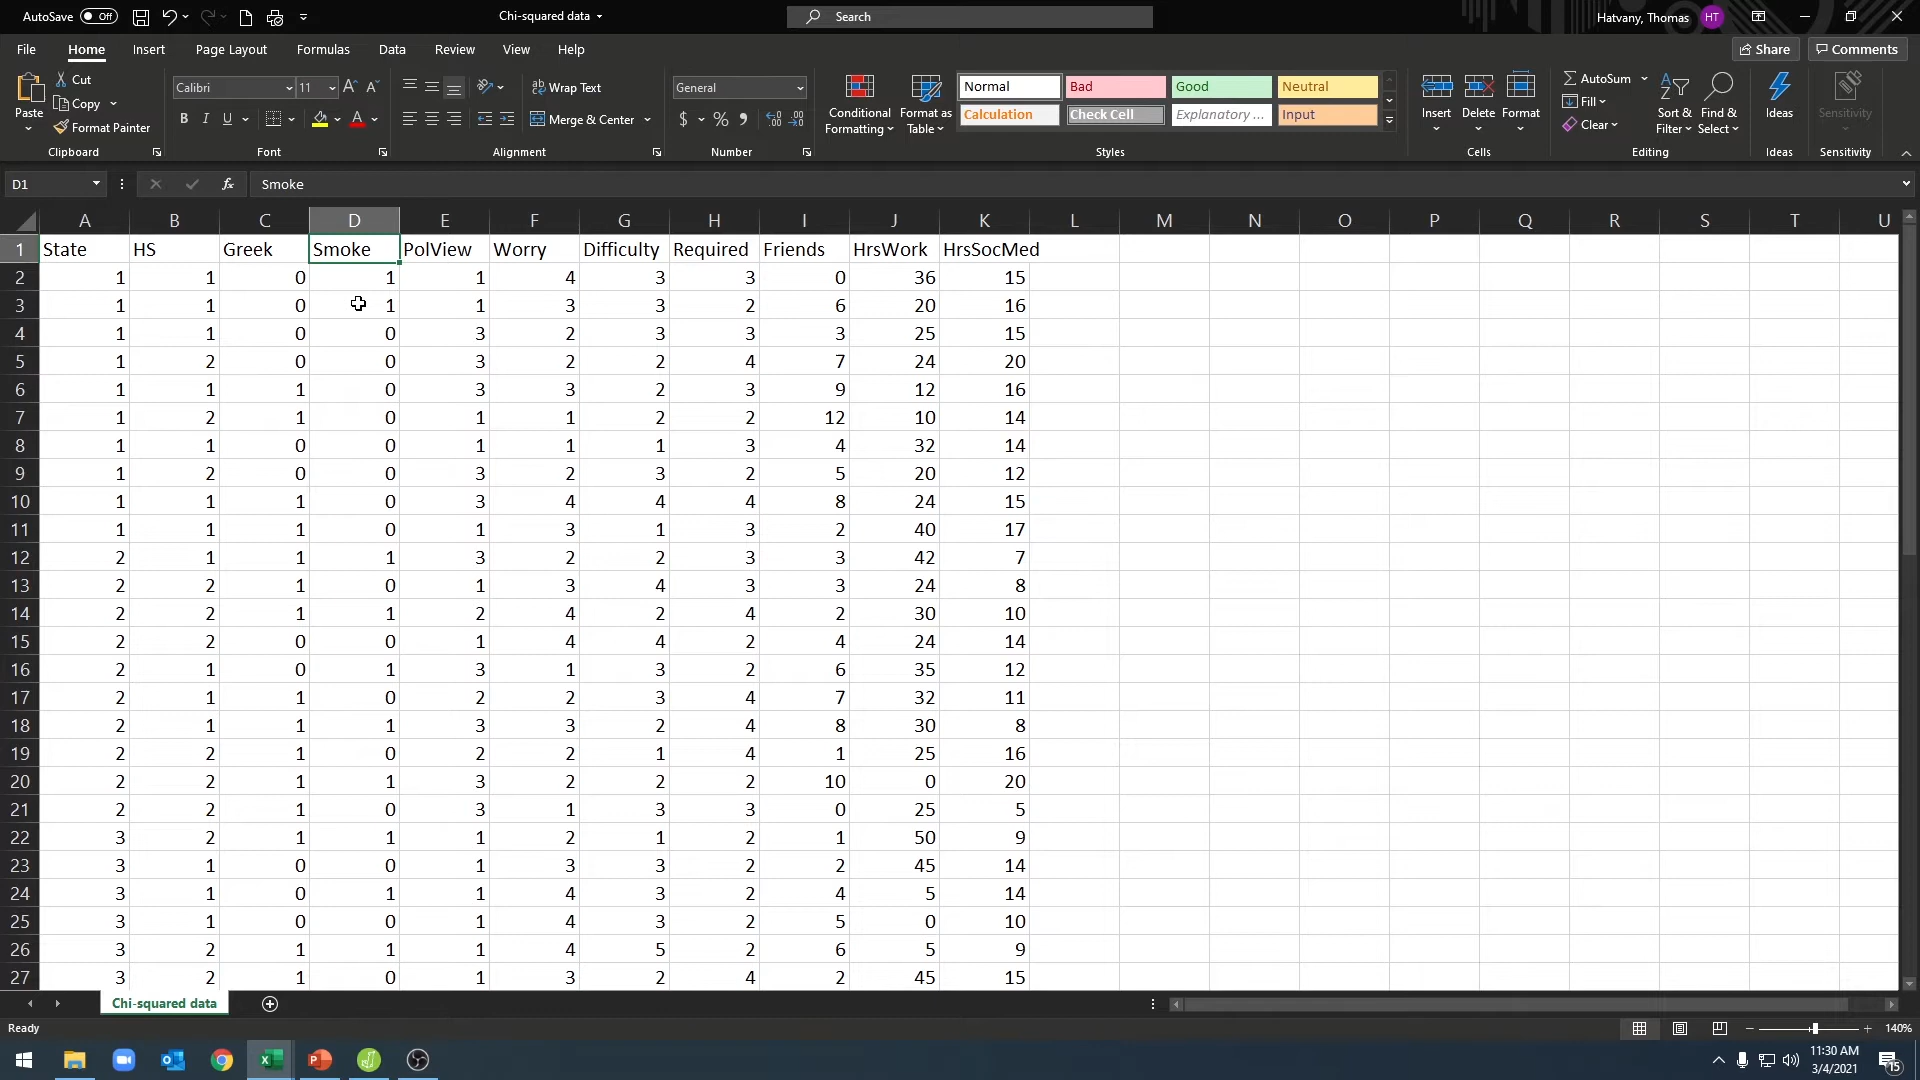 AutoSave Off Chi-squared data Search Hatvany, Thomas HT
File Home Insert Page Layout Formulas Data Review View Help Share Comments
Paste Cut Copy Format Painter Clipboard
Calibri 11 B I U A Font
Wrap Text Merge & Center Alignment
General $ % Number
Conditional Formatting Format as Table
Normal Bad Good Neutral
Calculation Check Cell Explanatory ... Input
Styles
Insert Delete Format Cells
AutoSum Fill Clear Sort & Filter Find & Select Editing
Ideas Ideas
Sensitivity Sensitivity
D1 fx Smoke
A B C D E F G H I J K L M N O P Q R S T U
1 State HS Greek Smoke PolView Worry Difficulty Required Friends HrsWork HrsSocMed
2 1 1 0 1 1 4 3 3 0 36 15
3 1 1 0 1 1 3 3 2 6 20 16
4 1 1 0 0 3 2 3 3 3 25 15
5 1 2 0 0 3 2 2 4 7 24 20
6 1 1 1 0 3 3 2 3 9 12 16
7 1 2 1 0 1 1 2 2 12 10 14
8 1 1 0 0 1 1 1 3 4 32 14
9 1 2 0 0 3 2 3 2 5 20 12
10 1 1 1 0 3 4 4 4 8 24 15
11 1 1 1 0 1 3 1 3 2 40 17
12 2 1 1 1 3 2 2 3 3 42 7
13 2 2 1 0 1 3 4 3 3 24 8
14 2 2 1 1 2 4 2 4 2 30 10
15 2 2 0 0 1 4 4 2 4 24 14
16 2 1 0 1 3 1 3 2 6 35 12
17 2 1 1 0 2 2 3 4 7 32 11
18 2 1 1 1 3 3 2 4 8 30 8
19 2 2 1 0 2 2 1 4 1 25 16
20 2 2 1 1 3 2 2 2 10 0 20
21 2 2 1 0 3 1 3 3 0 25 5
22 3 2 1 1 1 2 1 2 1 50 9
23 3 1 0 0 1 3 3 2 2 45 14
24 3 1 0 1 1 4 3 2 4 5 14
25 3 1 0 0 1 4 3 2 5 0 10
26 3 2 1 1 1 4 5 2 6 5 9
27 3 2 1 0 1 3 2 4 2 45 15
Chi-squared data
Ready 140%
11:30 AM
3/4/2021
15